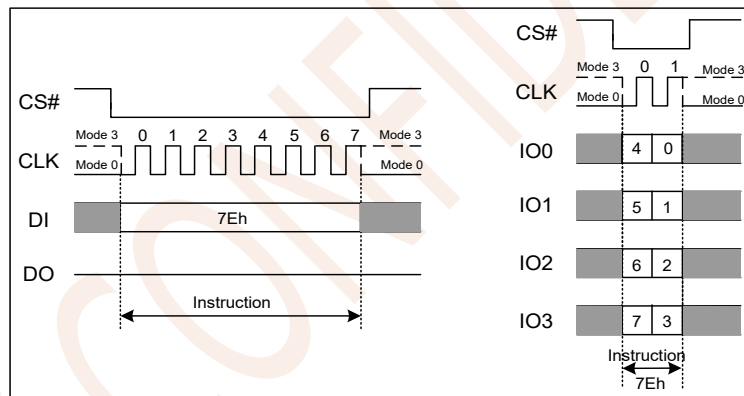 CS#
Mode 3 0 1 2 3 4 5 6 7 Mode 3
CLK Mode 0 Mode 0
DI 7Eh
DO
Instruction
CS#
Mode 3 0 1 Mode 3
CLK Mode 0 Mode 0
IO0 4 0
IO1 5 1
IO2 6 2
IO3 7 3
Instruction
7Eh
CONFIDE